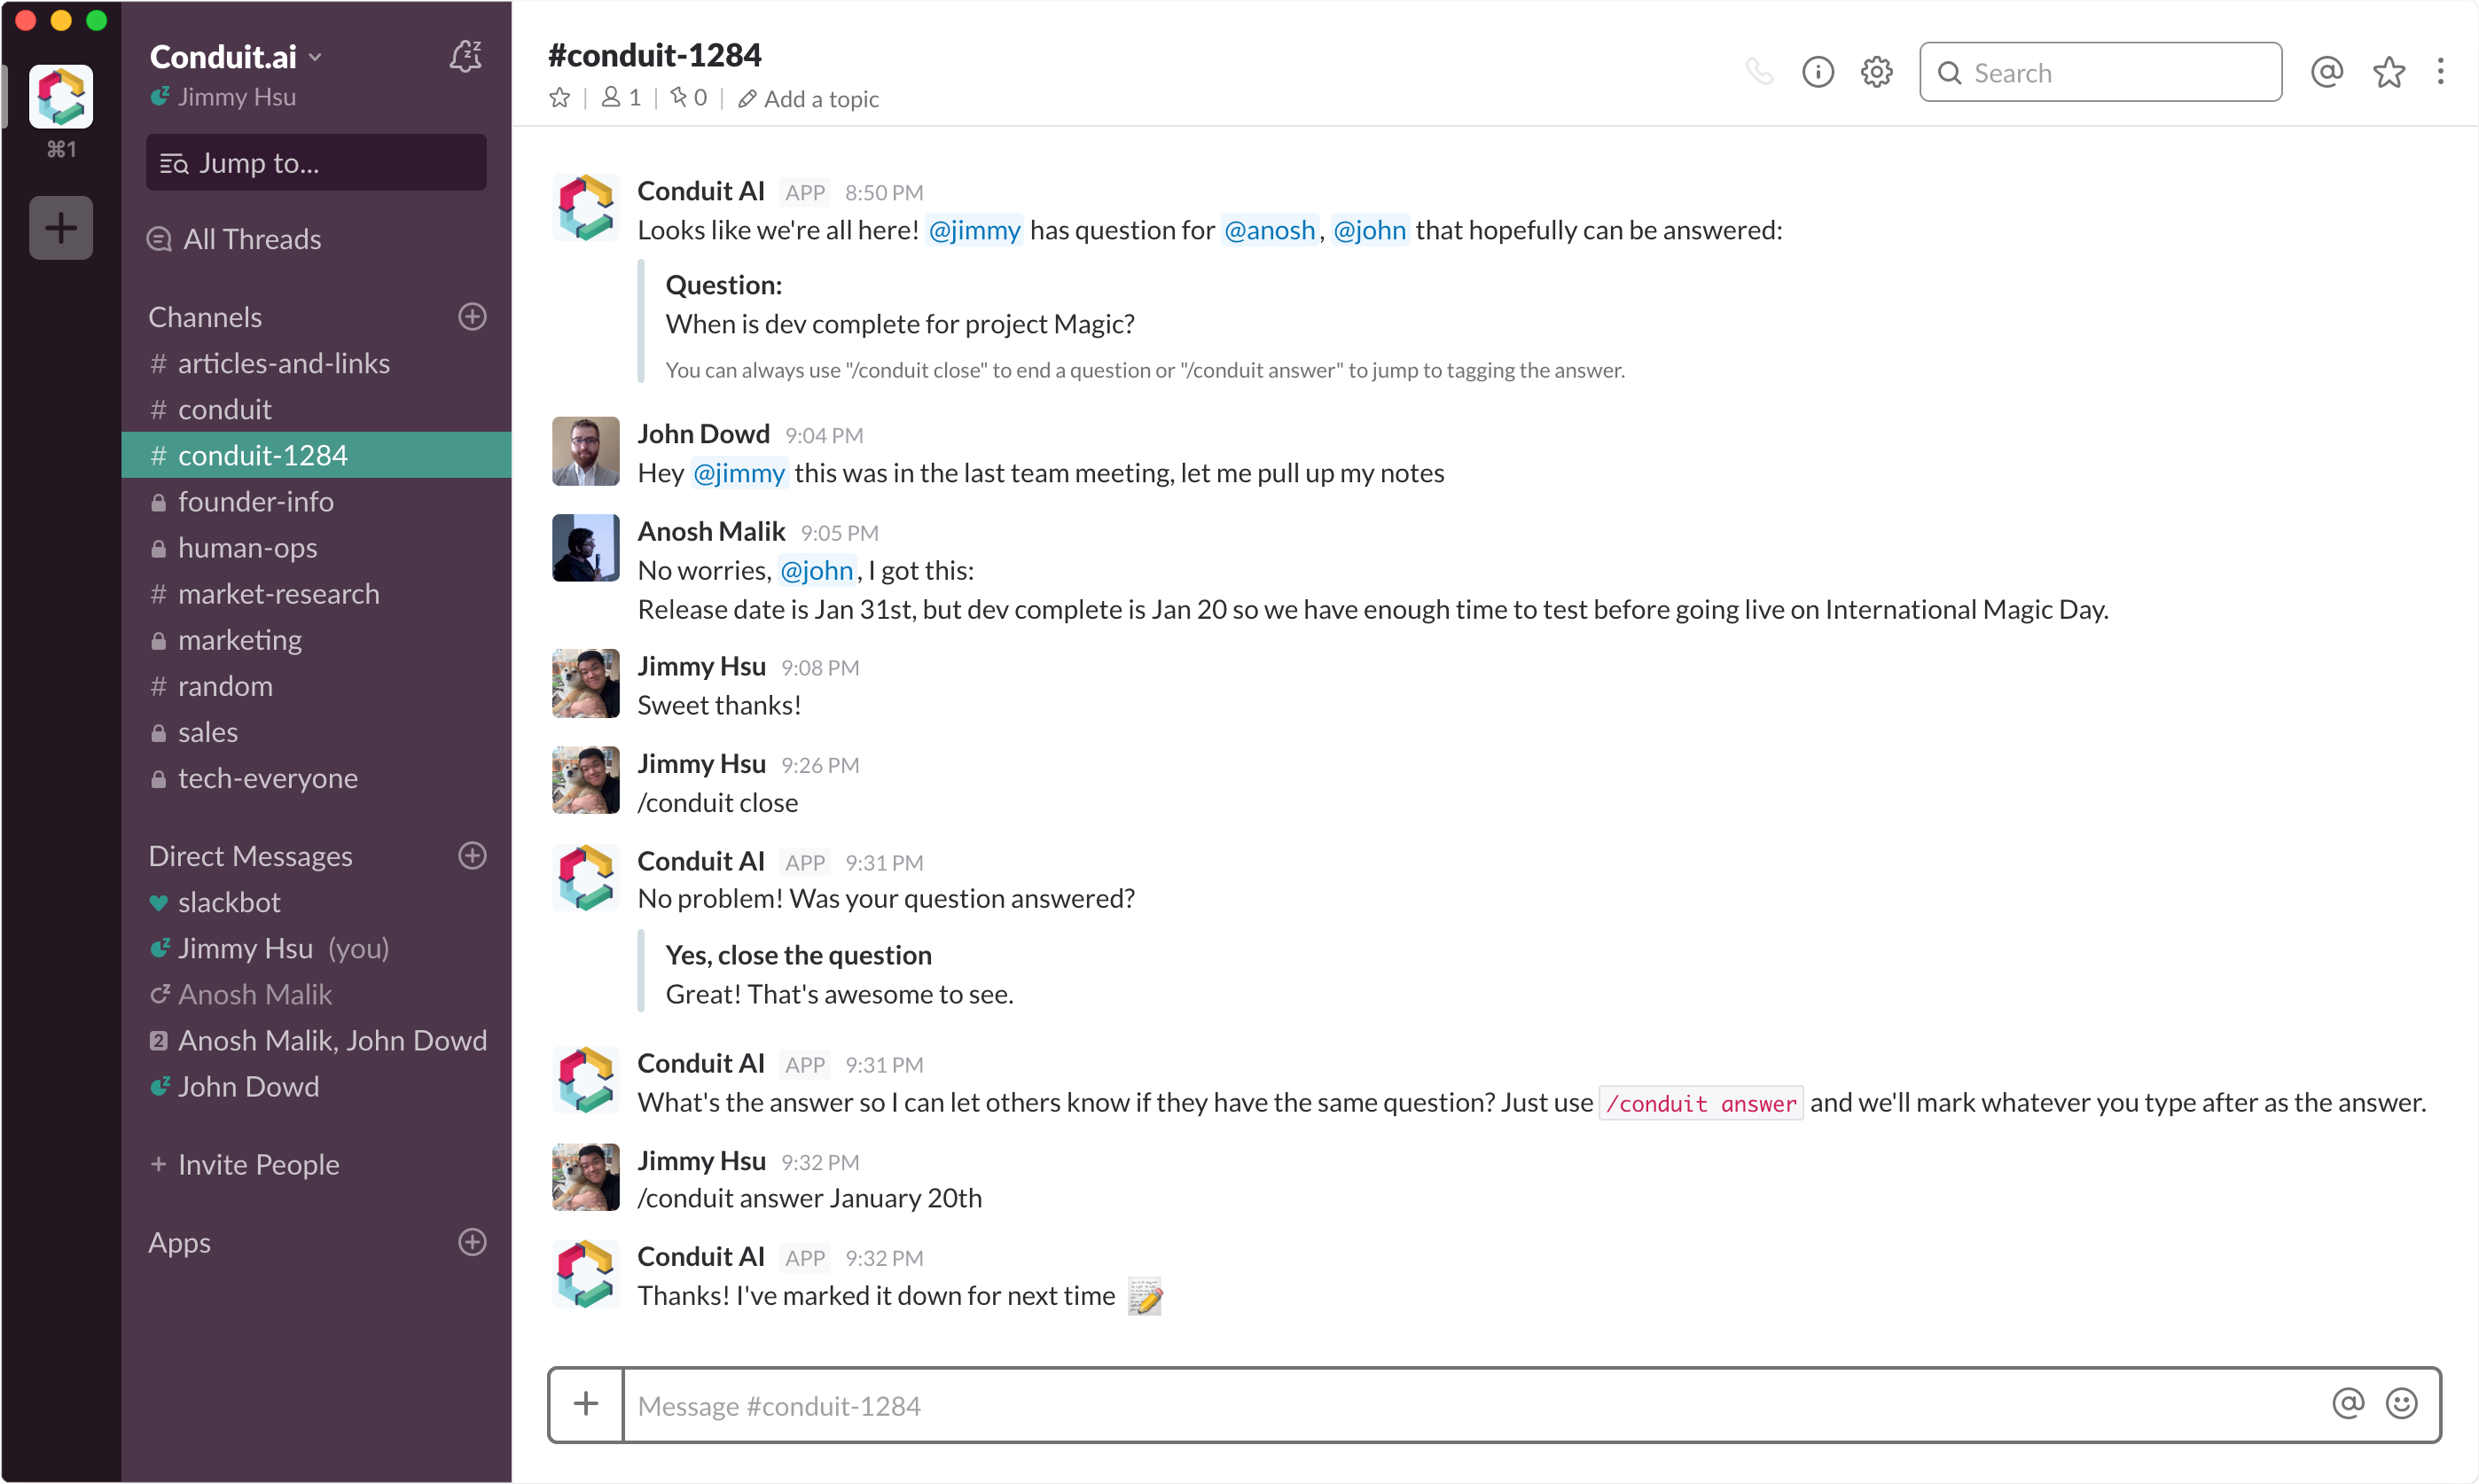 Conduit.ai
Jimmy Hsu
⌘1
Jump to...
All Threads
Channels
# articles-and-links
# conduit
# conduit-1284
founder-info
human-ops
# market-research
marketing
# random
sales
tech-everyone
Direct Messages
slackbot
Jimmy Hsu (you)
Anosh Malik
2 Anosh Malik, John Dowd
John Dowd
+ Invite People
Apps
#conduit-1284
1 | 0 | Add a topic
Search
Conduit AI APP 8:50 PM
Looks like we're all here! @jimmy has question for @anosh, @john that hopefully can be answered:
Question:
When is dev complete for project Magic?
You can always use "/conduit close" to end a question or "/conduit answer" to jump to tagging the answer.
John Dowd 9:04 PM
Hey @jimmy this was in the last team meeting, let me pull up my notes
Anosh Malik 9:05 PM
No worries, @john, I got this:
Release date is Jan 31st, but dev complete is Jan 20 so we have enough time to test before going live on International Magic Day.
Jimmy Hsu 9:08 PM
Sweet thanks!
Jimmy Hsu 9:26 PM
/conduit close
Conduit AI APP 9:31 PM
No problem! Was your question answered?
Yes, close the question
Great! That's awesome to see.
Conduit AI APP 9:31 PM
What's the answer so I can let others know if they have the same question? Just use /conduit answer and we'll mark whatever you type after as the answer.
Jimmy Hsu 9:32 PM
/conduit answer January 20th
Conduit AI APP 9:32 PM
Thanks! I've marked it down for next time
Message #conduit-1284